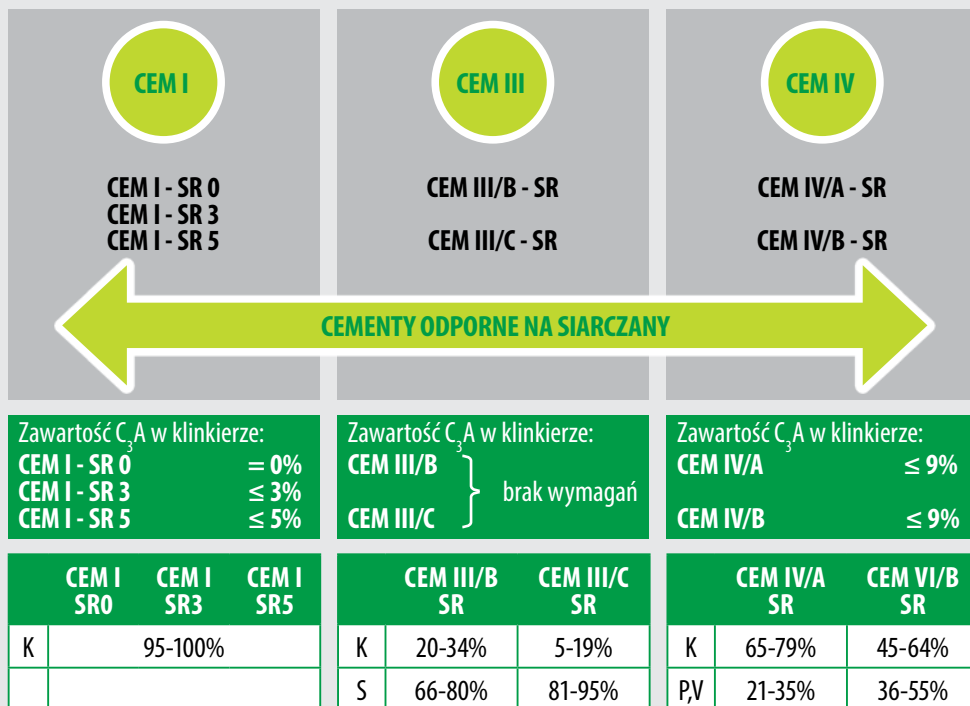 CEM I
CEM III
CEM IV
CEM I - SR 0
CEM I - SR 3
CEM I - SR 5
CEM III/B - SR
CEM III/C - SR
CEM IV/A - SR
CEM IV/B - SR
CEMENTY ODPORNE NA SIARCZANY
Zawartość C₃A w klinkierze:
CEM I - SR 0 = 0%
CEM I - SR 3 ≤ 3%
CEM I - SR 5 ≤ 5%
Zawartość C₃A w klinkierze:
CEM III/B
brak wymagań
CEM III/C
Zawartość C₃A w klinkierze:
CEM IV/A ≤ 9%
CEM IV/B ≤ 9%
CEM I CEM I CEM I
SR0 SR3 SR5
K 95-100%
CEM III/B CEM III/C
SR SR
K 20-34% 5-19%
S 66-80% 81-95%
CEM IV/A CEM VI/B
SR SR
K 65-79% 45-64%
P,V 21-35% 36-55%